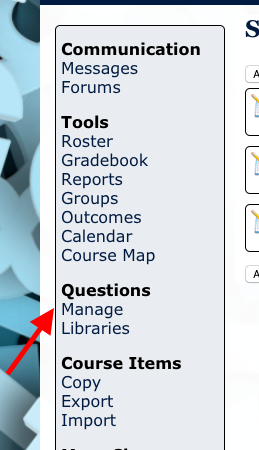 Communication
Messages
Forums
Tools
Roster
Gradebook
Reports
Groups
Outcomes
Calendar
Course Map
Questions
Manage
Libraries
Course Items
Copy
Export
Import
S
A
A